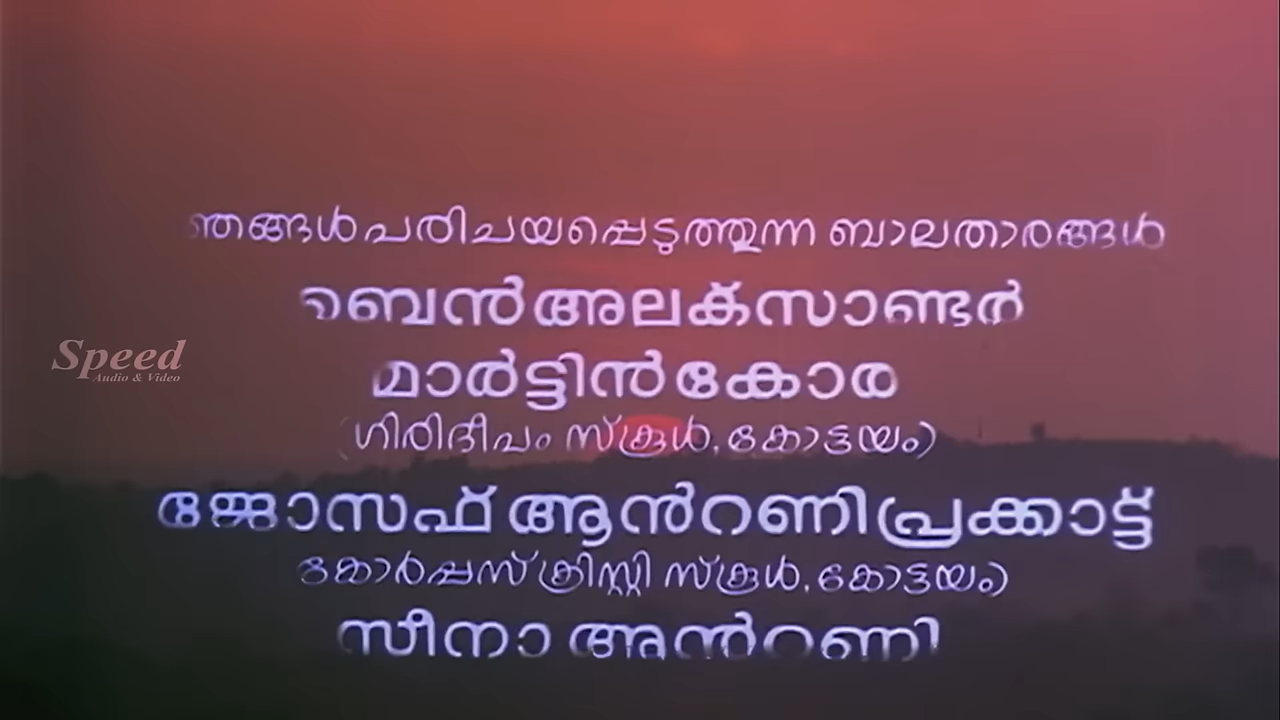 ഞങ്ങൾ പരിചയപ്പെടുത്തുന്ന ബാലതാരങ്ങൾ
ബെൻ അലക്സാണ്ടർ
മാർട്ടിൻ കോര
(ഗിരിദീപം സ്ക്കൂൾ, കോട്ടയം)
Speed
Audio & Video
ജോസഫ് ആൻറണി പ്രക്കാട്ട്
കോർപ്പസ് ക്രിസ്റ്റി സ്ക്കൂൾ, കോട്ടയം)
സീനാ ആൻറണി